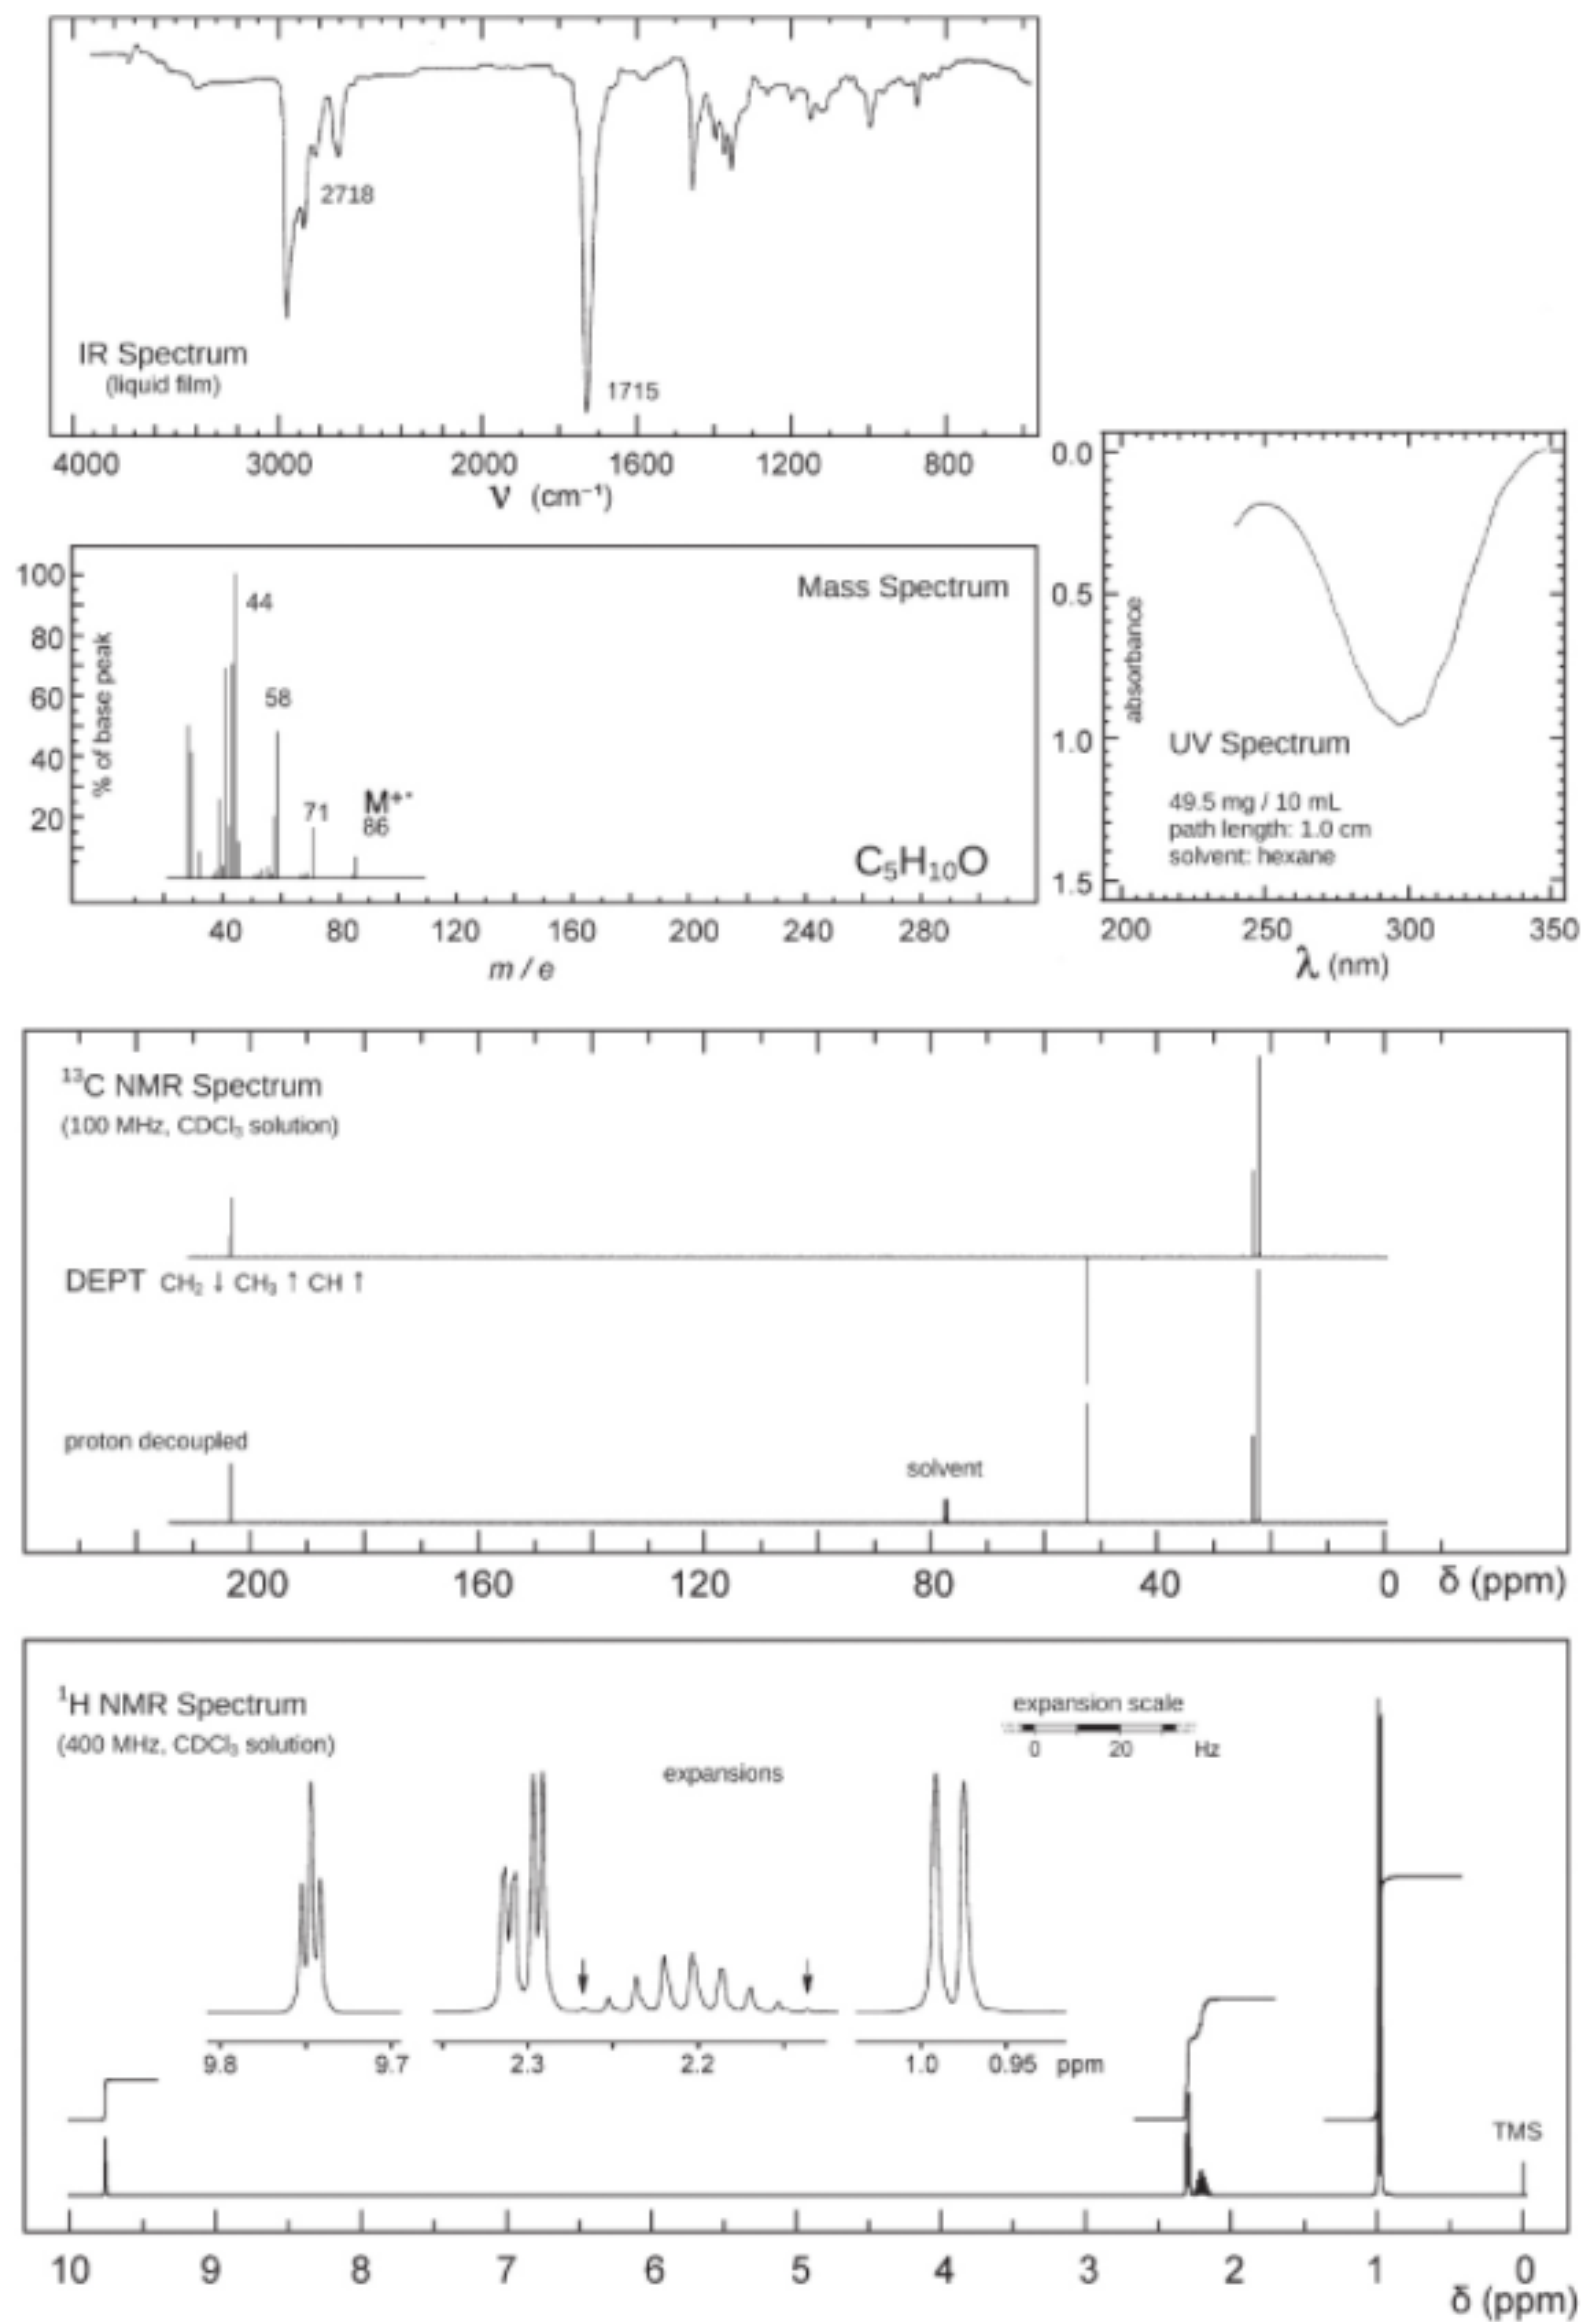 2718
IR Spectrum
(liquid film)
1715
4000 3000 2000 1600 1200 800
ν (cm⁻¹)
100
80
60
40
20
% of base peak
44
58
71
M⁺·
86
Mass Spectrum
C₅H₁₀O
40 80 120 160 200 240 280
m / e
0.0
0.5
1.0
1.5
absorbance
UV Spectrum
49.5 mg / 10 mL
path length: 1.0 cm
solvent: hexane
200 250 300 350
λ (nm)
¹³C NMR Spectrum
(100 MHz, CDCl₃ solution)
DEPT CH₂ ↓ CH₃ ↑ CH ↑
proton decoupled
solvent
200 160 120 80 40 0 δ (ppm)
¹H NMR Spectrum
(400 MHz, CDCl₃ solution)
expansion scale
0 20 Hz
expansions
9.8 9.7 2.3 2.2 1.0 0.95 ppm
TMS
10 9 8 7 6 5 4 3 2 1 0
δ (ppm)